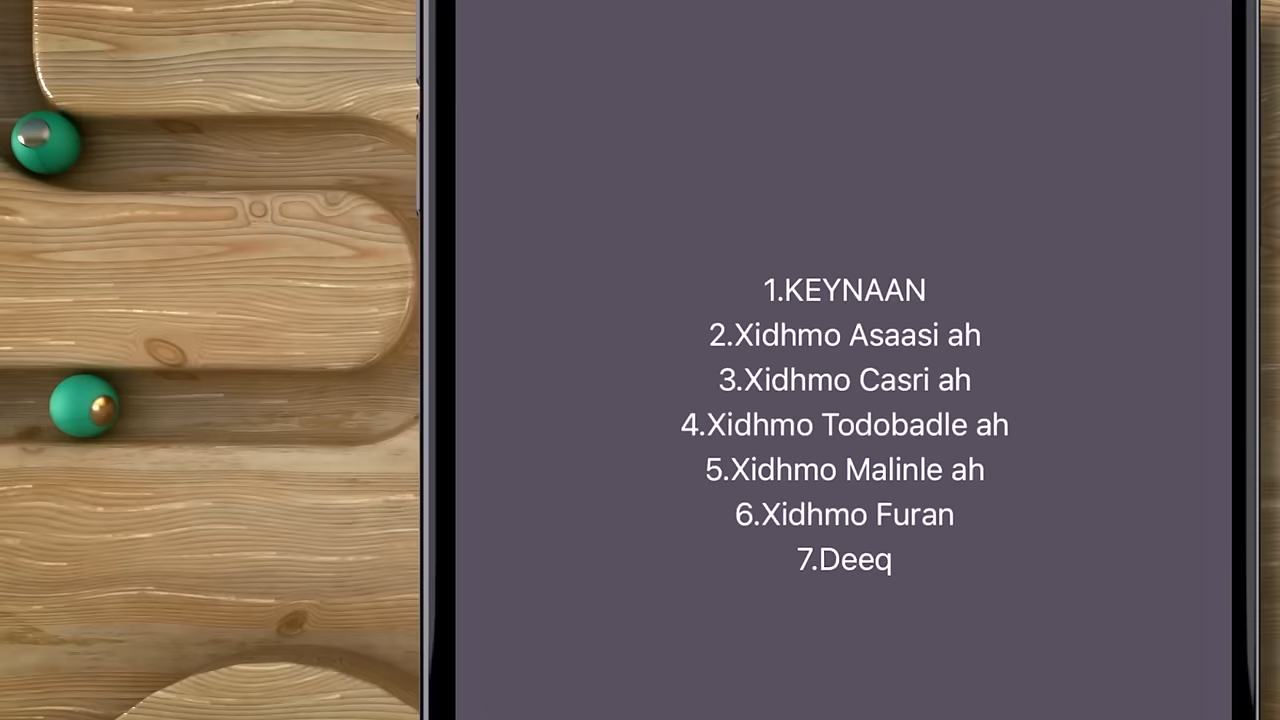 1.KEYNAAN
2.Xidhmo Asaasi ah
3.Xidhmo Casri ah
4.Xidhmo Todobadle ah
5.Xidhmo Malinle ah
6.Xidhmo Furan
7.Deeq